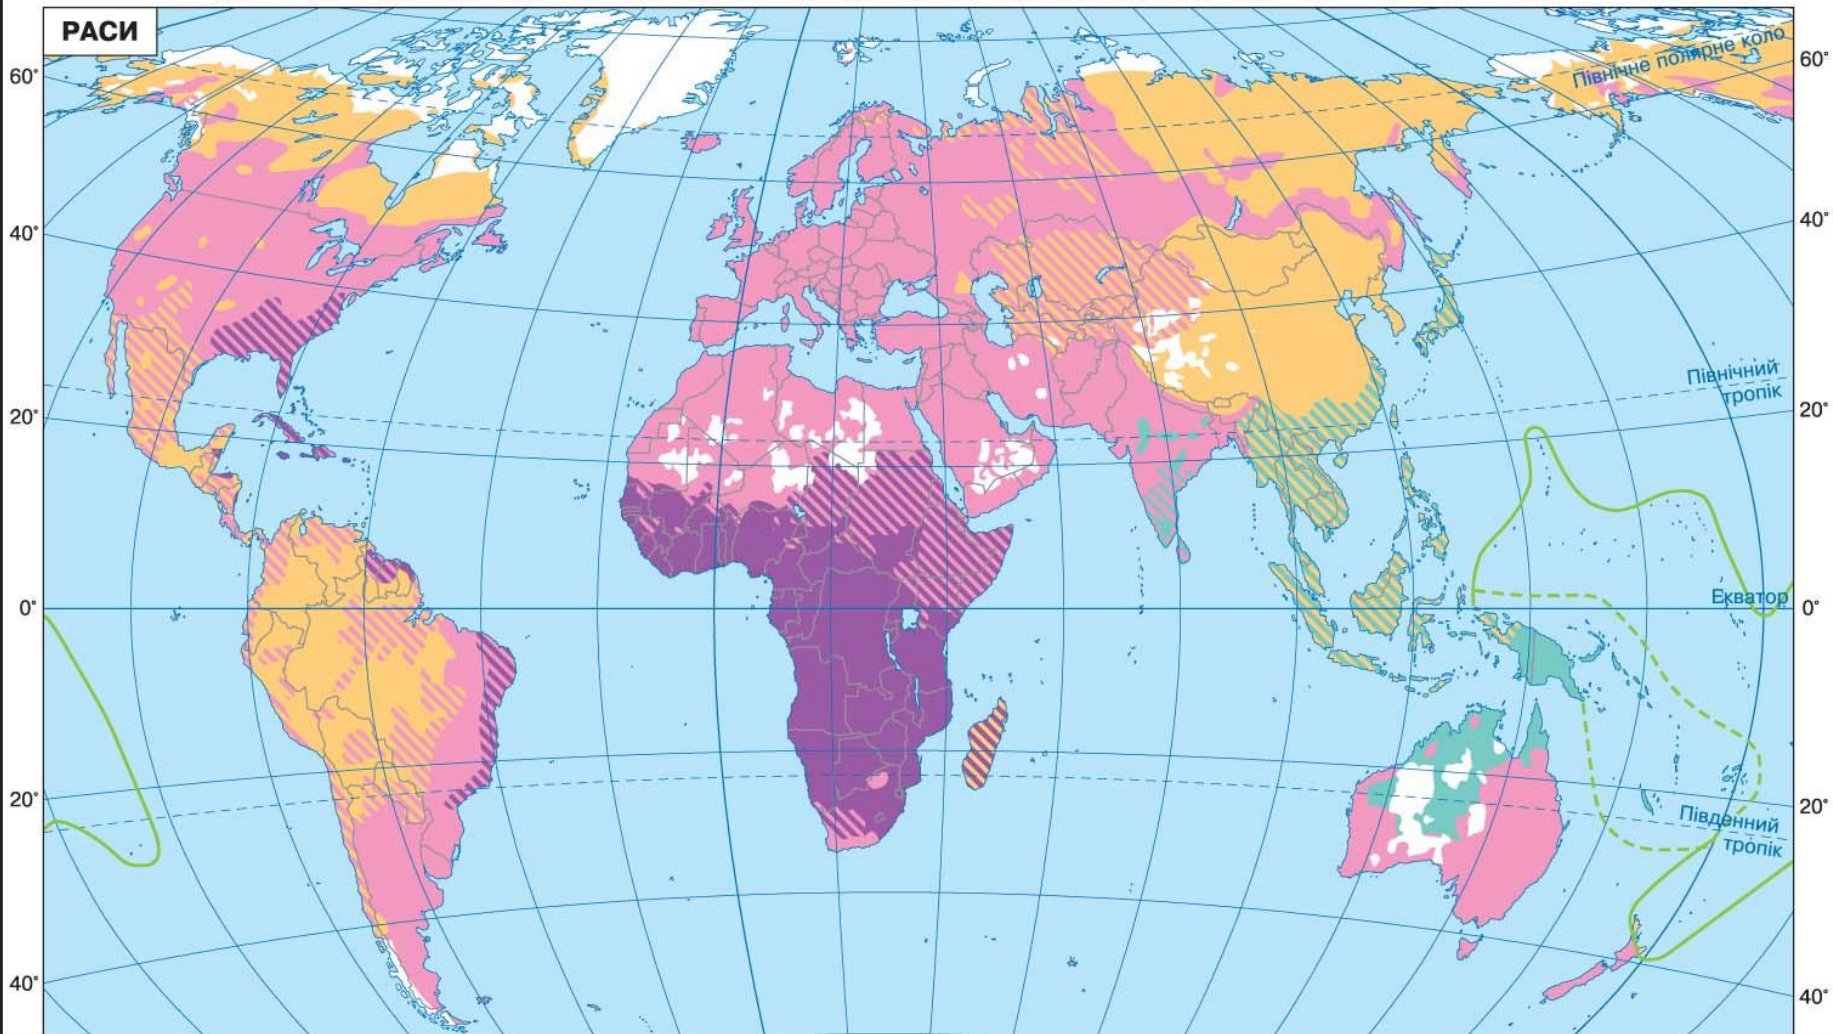 РАСИ
60°
60°
Північне полярне коло
40°
40°
Північний
тропік
20°
20°
Екватор
0°
0°
20°
20°
Південний
тропік
40°
40°